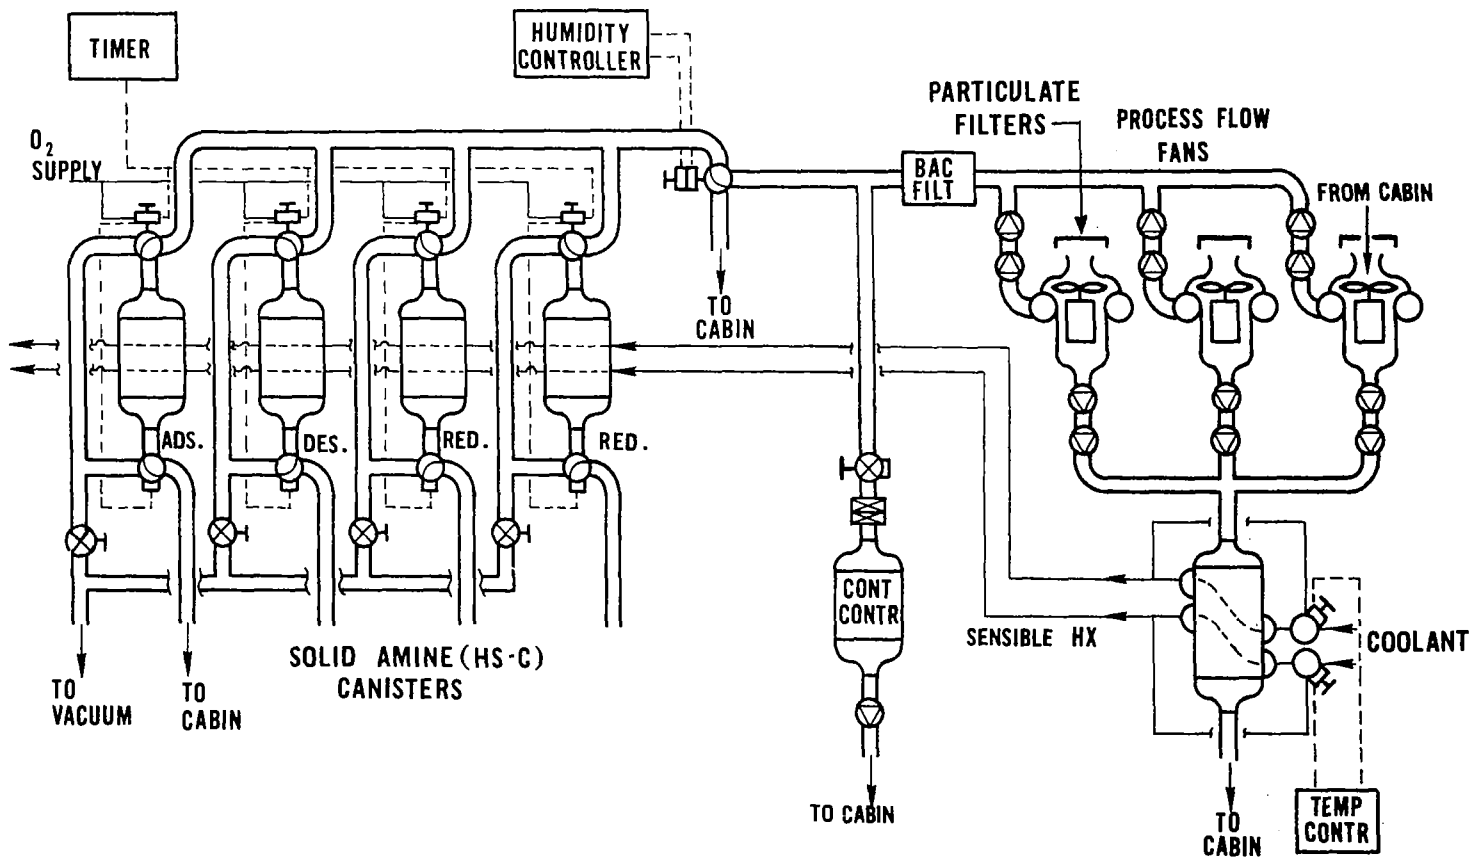 TIMER
HUMIDITY
CONTROLLER
O2
SUPPLY
PARTICULATE
FILTERS
PROCESS FLOW
FANS
BAC
FILT
FROM CABIN
TO
CABIN
ADS.
DES.
RED.
RED.
CONT
CONTR
SENSIBLE HX
COOLANT
SOLID AMINE (HS-C)
CANISTERS
TO
VACUUM
TO
CABIN
TO CABIN
TO
CABIN
TEMP
CONTR